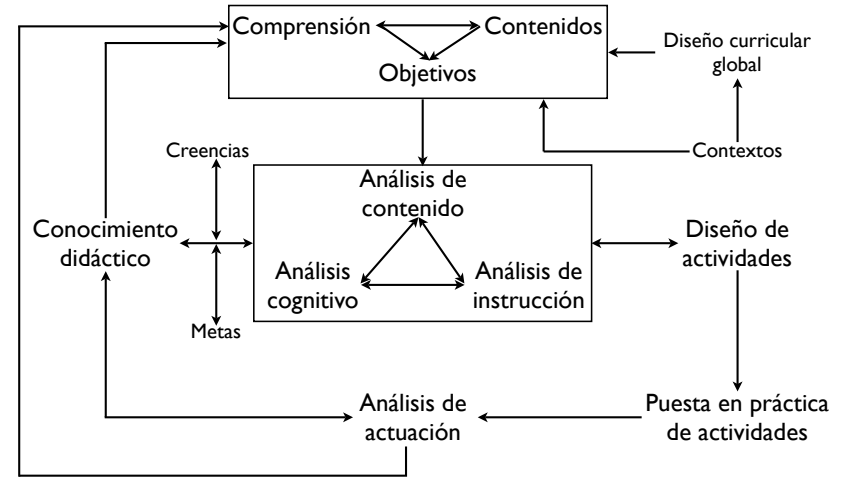 Comprensión
Contenidos
Objetivos
Diseño curricular
global
Contextos
Creencias
Análisis de
contenido
Conocimiento
didáctico
Análisis
cognitivo
Análisis de
instrucción
Diseño de
actividades
Metas
Análisis de
actuación
Puesta en práctica
de actividades